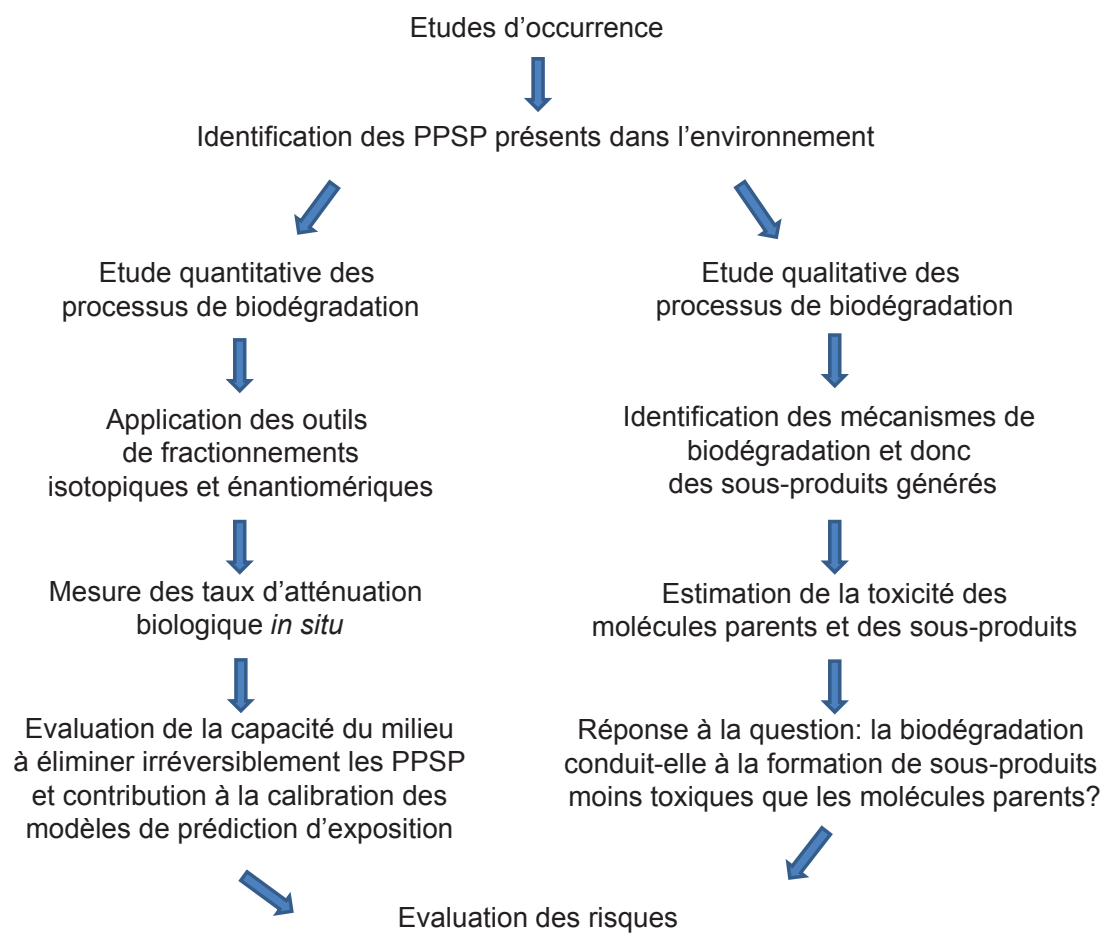 Etudes d’occurrence
Identification des PPSP présents dans l’environnement
Etude quantitative des
processus de biodégradation
Application des outils
de fractionnements
isotopiques et énantiomériques
Mesure des taux d’atténuation
biologique in situ
Evaluation de la capacité du milieu
à éliminer irréversiblement les PPSP
et contribution à la calibration des
modèles de prédiction d’exposition
Etude qualitative des
processus de biodégradation
Identification des mécanismes de
biodégradation et donc
des sous-produits générés
Estimation de la toxicité des
molécules parents et des sous-produits
Réponse à la question: la biodégradation
conduit-elle à la formation de sous-produits
moins toxiques que les molécules parents?
Evaluation des risques